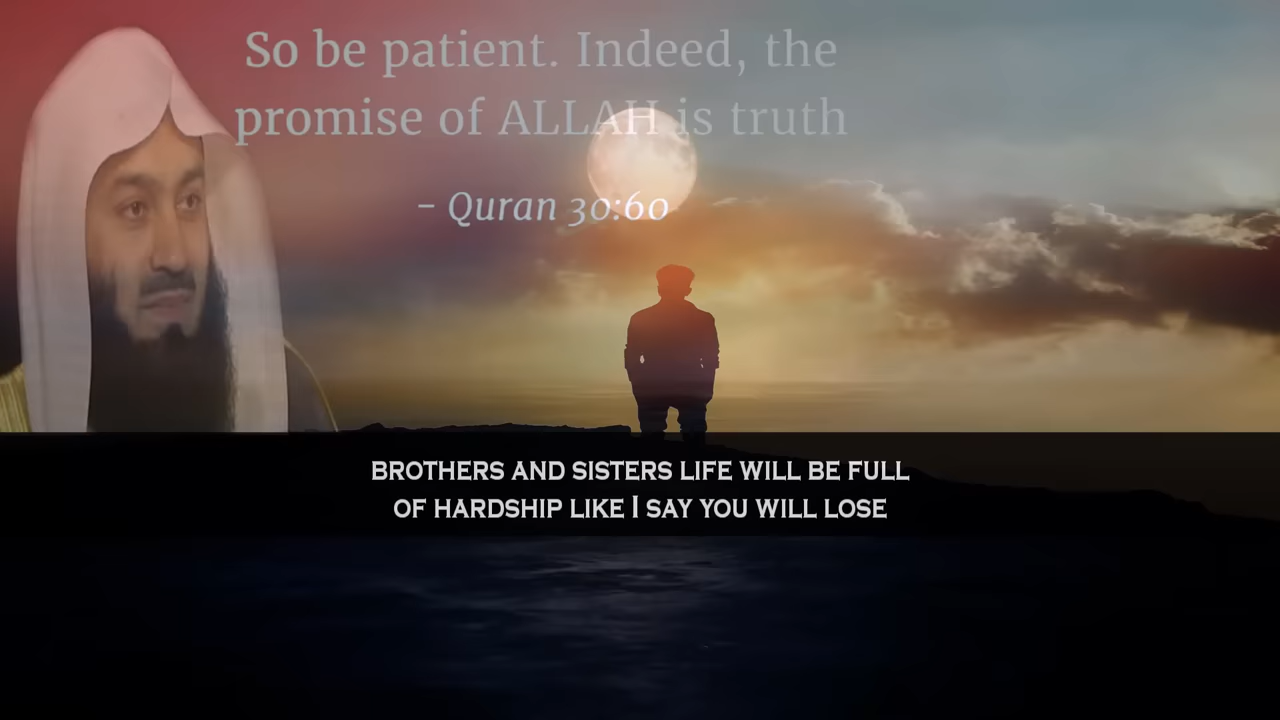 So be patient. Indeed, the
promise of ALLAH is truth
– Quran 30:60
BROTHERS AND SISTERS LIFE WILL BE FULL
OF HARDSHIP LIKE I SAY YOU WILL LOSE